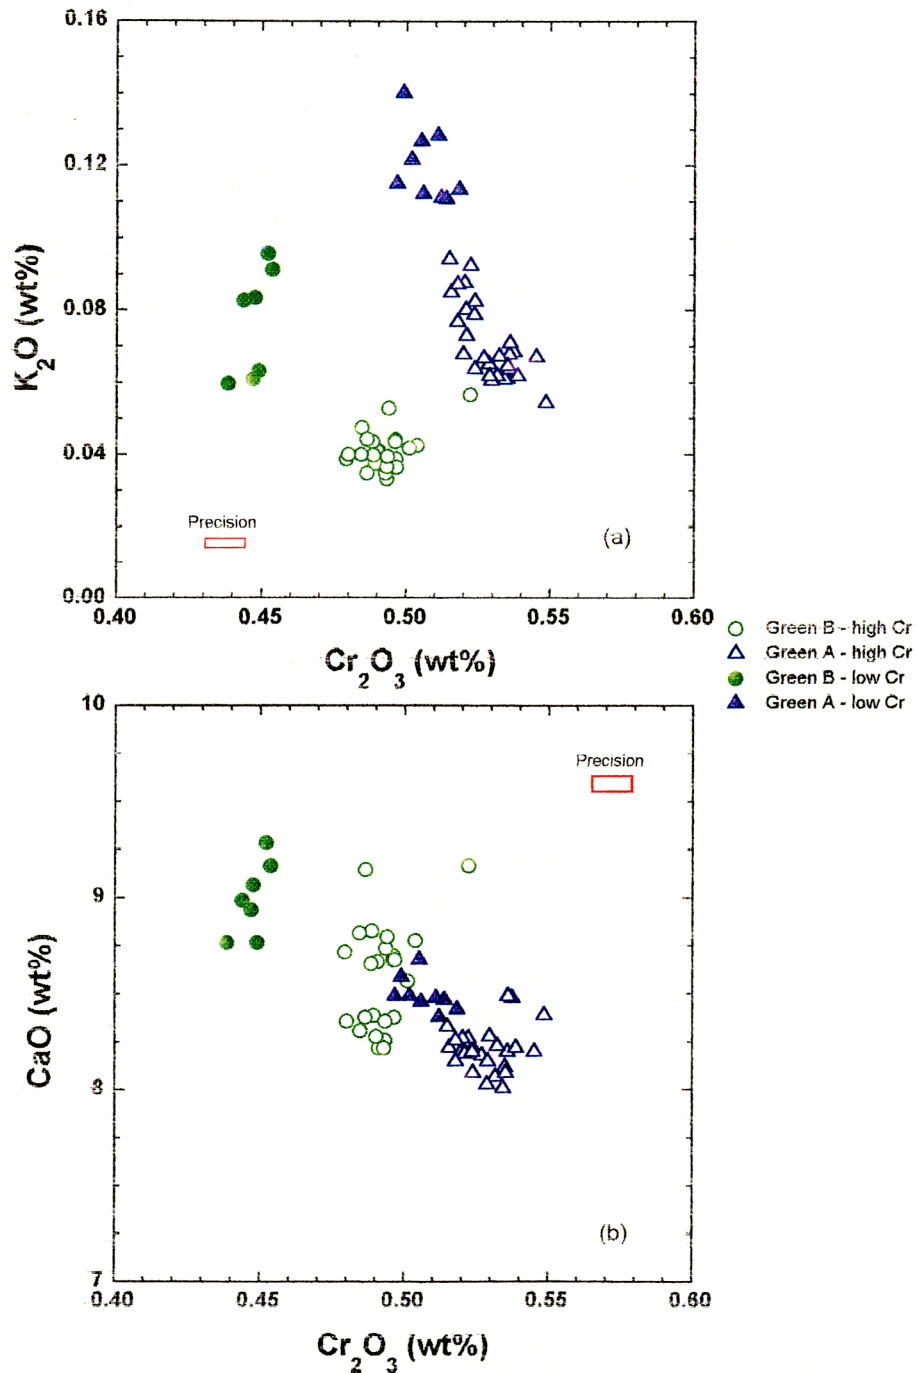 0.16
0.12
0.08
0.04
0.00
K2O (wt%)
Precision
(a)
0.40 0.45 0.50 0.55 0.60
Cr2O3 (wt%)
Green B - high Cr
Green A - high Cr
Green B - low Cr
Green A - low Cr
10
9
8
7
CaO (wt%)
Precision
(b)
0.40 0.45 0.50 0.55 0.60
Cr2O3 (wt%)